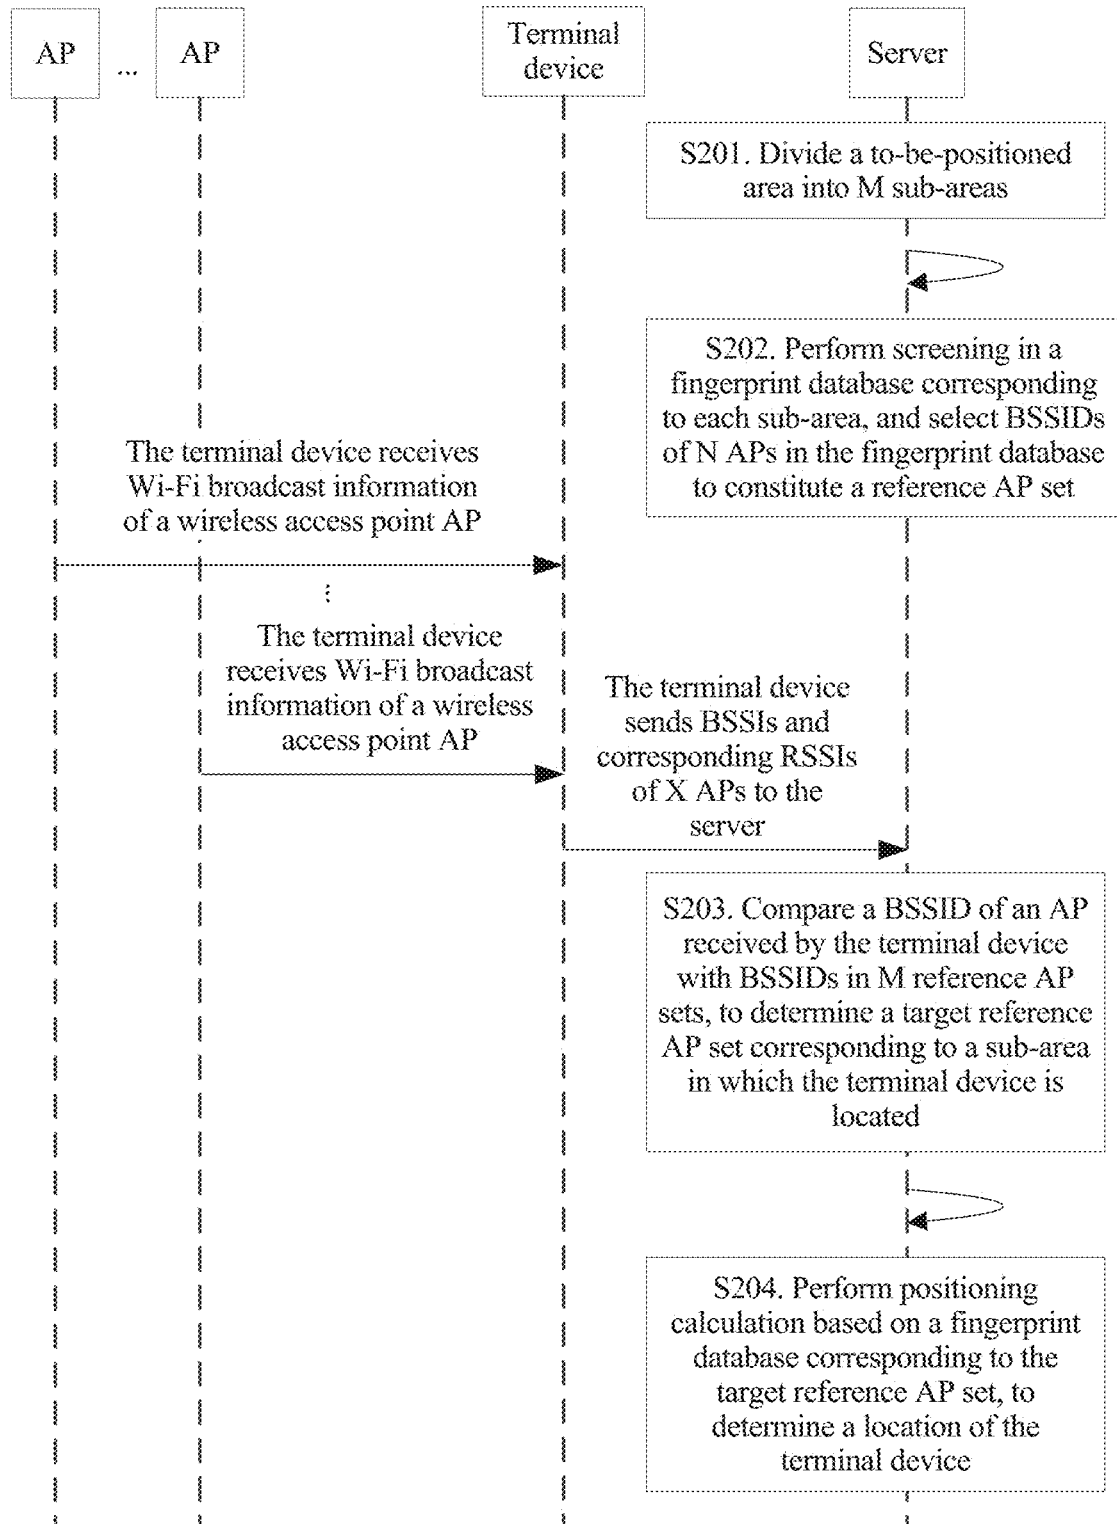 AP
...
AP
Terminal
device
Server
S201. Divide a to-be-positioned
area into M sub-areas
S202. Perform screening in a
fingerprint database corresponding
to each sub-area, and select BSSIDs
of N APs in the fingerprint database
to constitute a reference AP set
The terminal device receives
Wi-Fi broadcast information
of a wireless access point AP
...
The terminal device
receives Wi-Fi broadcast
information of a wireless
access point AP
The terminal device
sends BSSIs and
corresponding RSSIs
of X APs to the
server
S203. Compare a BSSID of an AP
received by the terminal device
with BSSIDs in M reference AP
sets, to determine a target reference
AP set corresponding to a sub-area
in which the terminal device is
located
S204. Perform positioning
calculation based on a fingerprint
database corresponding to the
target reference AP set, to
determine a location of the
terminal device